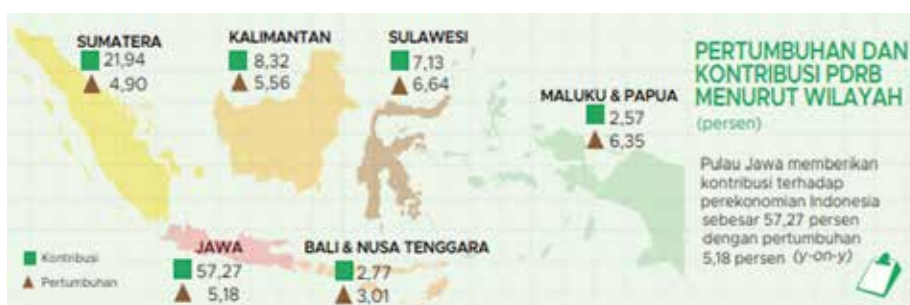 SUMATERA
21,94
4,90
KALIMANTAN
8,32
5,56
SULAWESI
7,13
6,64
MALUKU & PAPUA
2,57
6,35
JAWA
57,27
5,18
BALI & NUSA TENGGARA
2,77
3,01
Kontribusi
Pertumbuhan
PERTUMBUHAN DAN
KONTRIBUSI PDRB
MENURUT WILAYAH
(persen)
Pulau Jawa memberikan
kontribusi terhadap
perekonomian Indonesia
sebesar 57,27 persen
dengan pertumbuhan
5,18 persen (y-on-y)